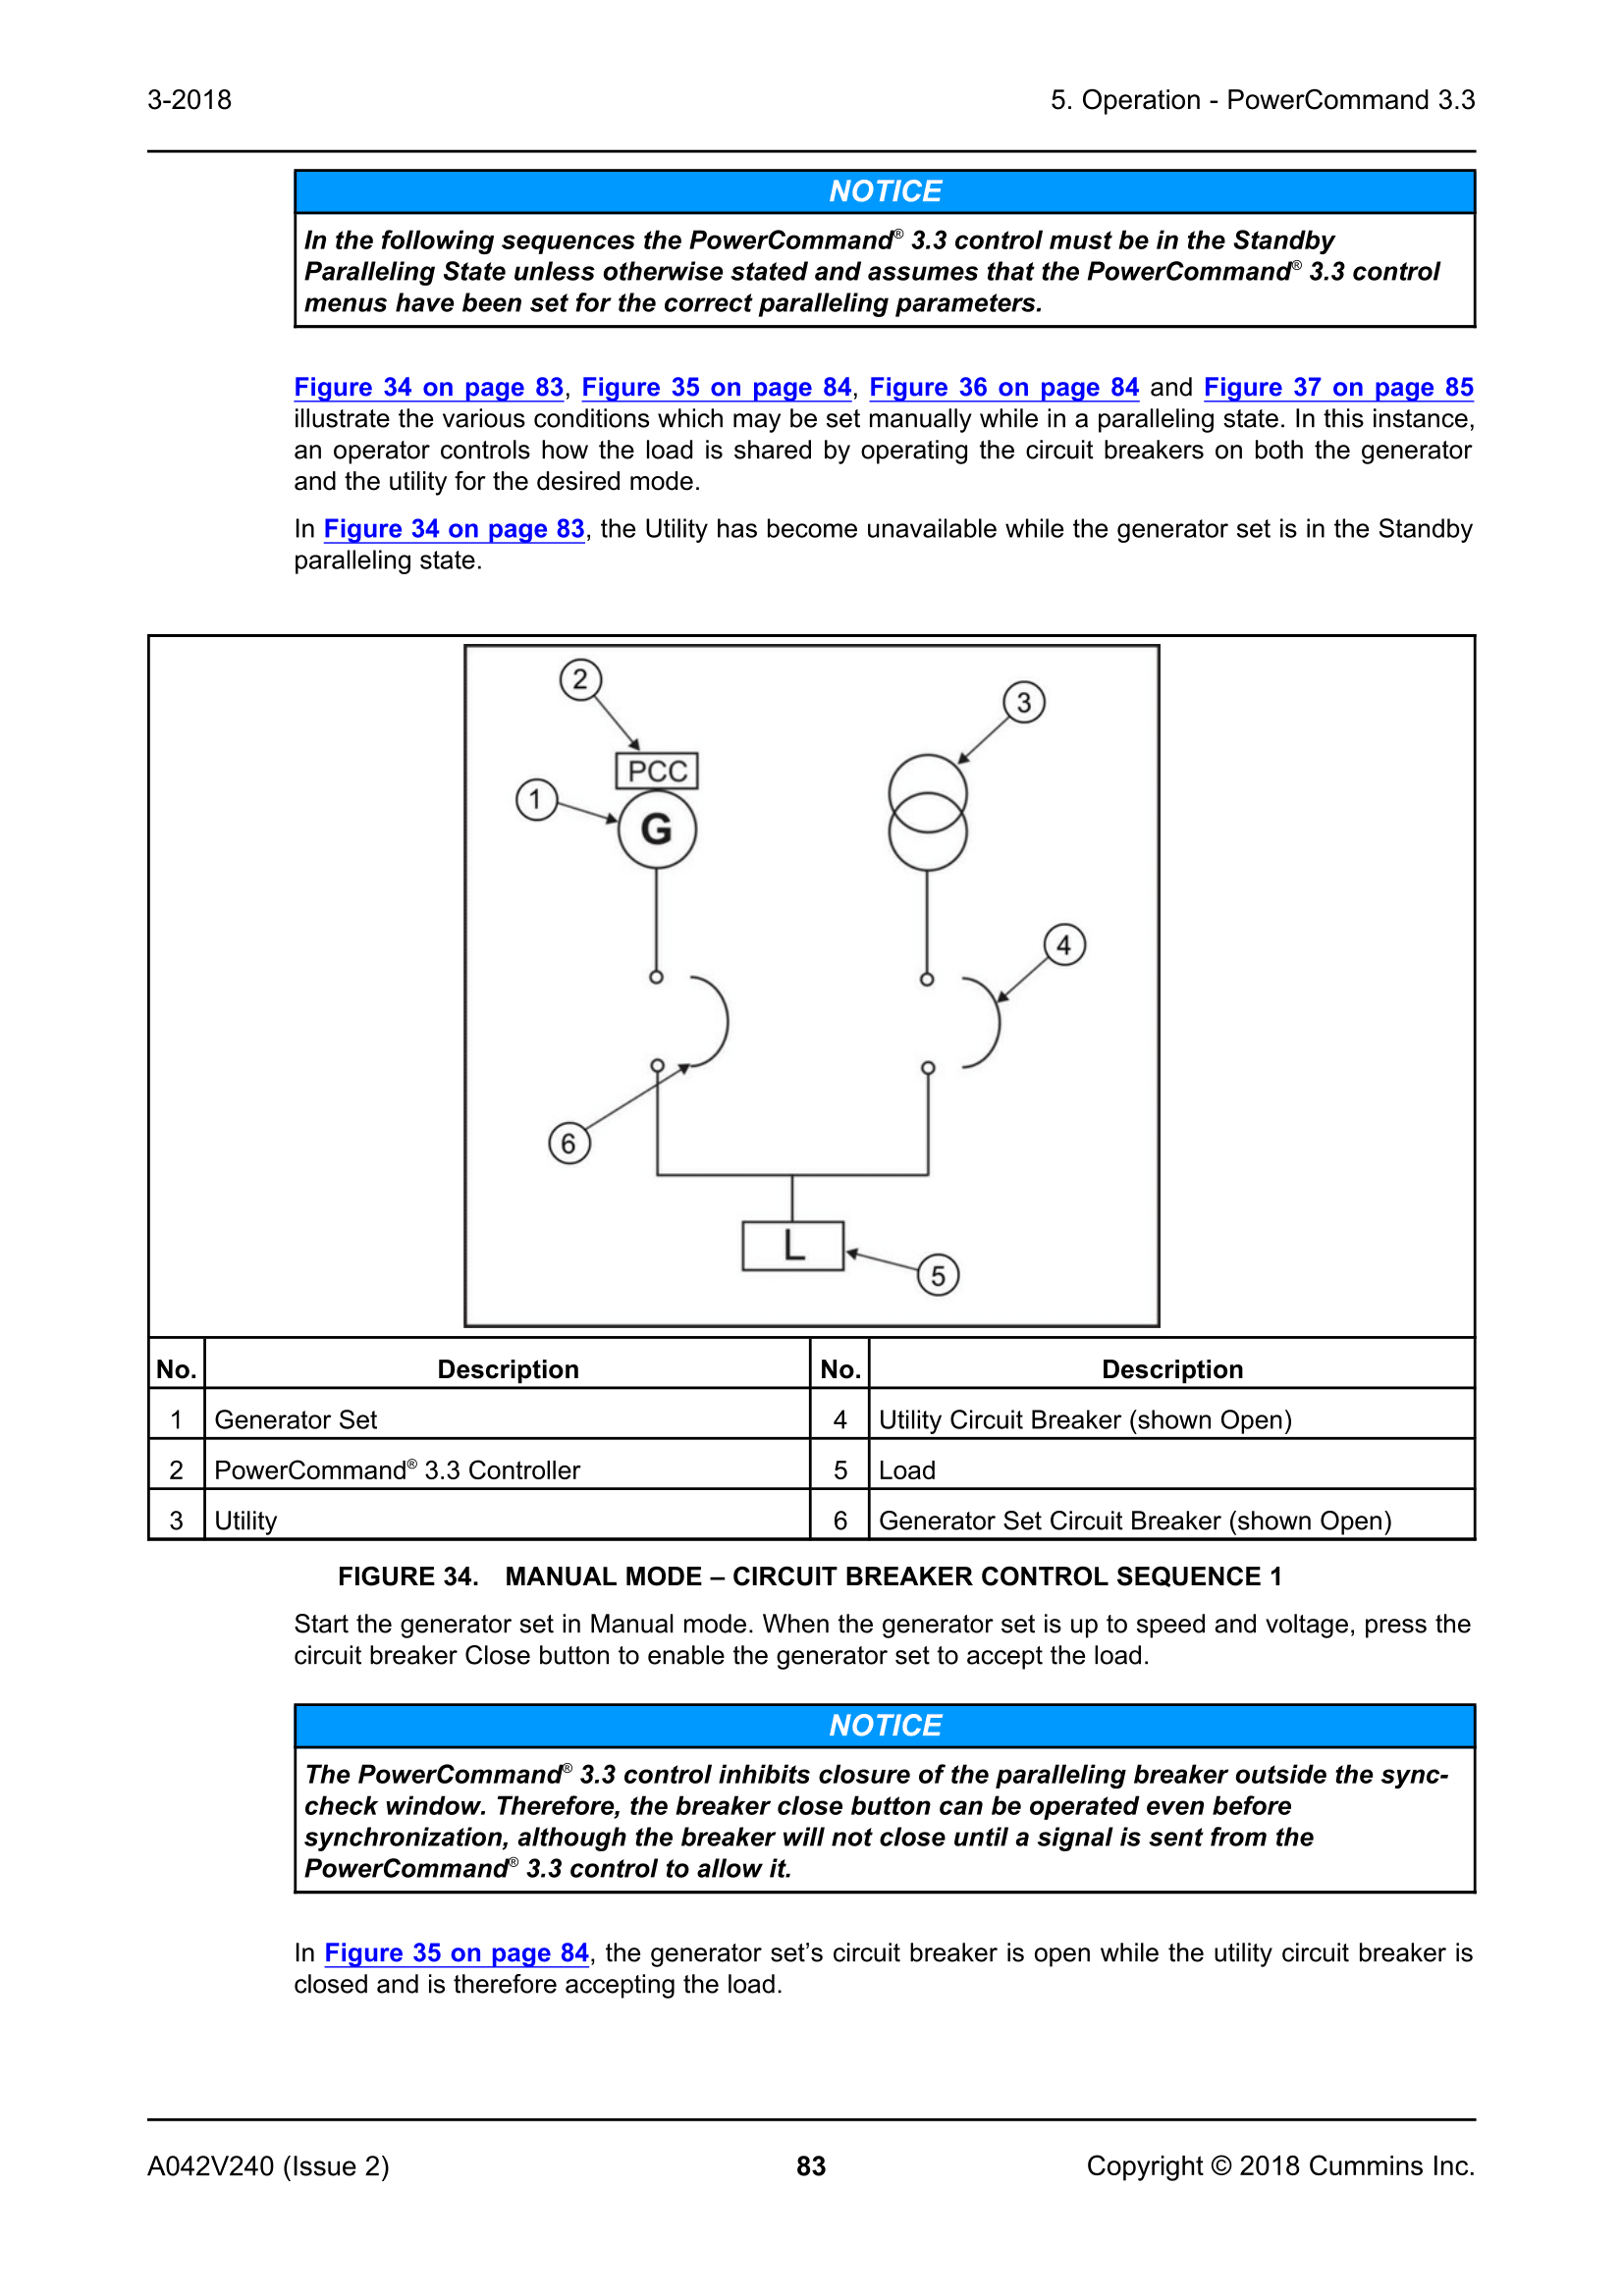 3-2018 5. Operation - PowerCommand 3.3
NOTICE
In the following sequences the PowerCommand® 3.3 control must be in the Standby
Paralleling State unless otherwise stated and assumes that the PowerCommand® 3.3 control
menus have been set for the correct paralleling parameters.
Figure 34 on page 83, Figure 35 on page 84, Figure 36 on page 84 and Figure 37 on page 85
illustrate the various conditions which may be set manually while in a paralleling state. In this instance,
an operator controls how the load is shared by operating the circuit breakers on both the generator
and the utility for the desired mode.
In Figure 34 on page 83, the Utility has become unavailable while the generator set is in the Standby
paralleling state.
2
3
PCC
1
G
4
6
L
5
No. Description No. Description
1 Generator Set 4 Utility Circuit Breaker (shown Open)
2 PowerCommand® 3.3 Controller 5 Load
3 Utility 6 Generator Set Circuit Breaker (shown Open)
FIGURE 34. MANUAL MODE – CIRCUIT BREAKER CONTROL SEQUENCE 1
Start the generator set in Manual mode. When the generator set is up to speed and voltage, press the
circuit breaker Close button to enable the generator set to accept the load.
NOTICE
The PowerCommand® 3.3 control inhibits closure of the paralleling breaker outside the sync-
check window. Therefore, the breaker close button can be operated even before
synchronization, although the breaker will not close until a signal is sent from the
PowerCommand® 3.3 control to allow it.
In Figure 35 on page 84, the generator set’s circuit breaker is open while the utility circuit breaker is
closed and is therefore accepting the load.
A042V240 (Issue 2) 83 Copyright © 2018 Cummins Inc.